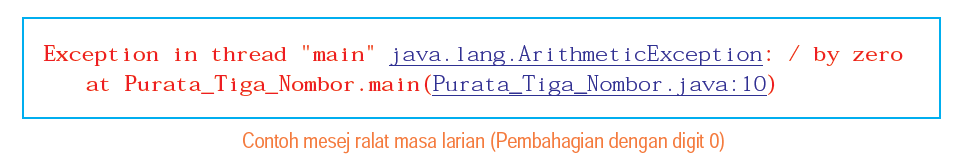 Exception in thread "main" java.lang.ArithmeticException: / by zero
at Purata_Tiga_Nombor.main(Purata_Tiga_Nombor.java:10)
Contoh mesej ralat masa larian (Pembahagian dengan digit 0)